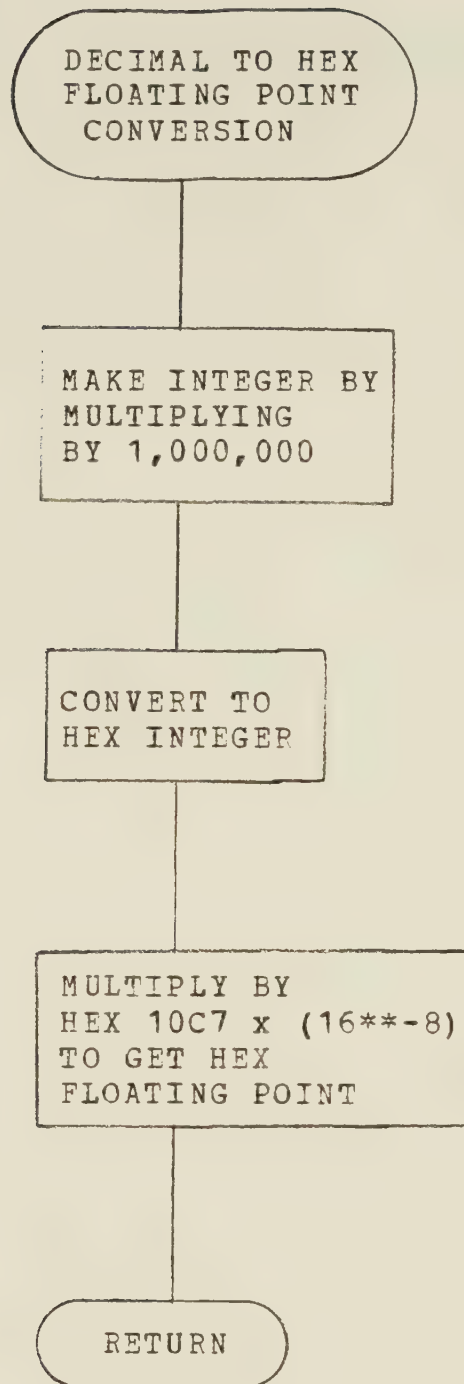 DECIMAL TO HEX
FLOATING POINT
CONVERSION
MAKE INTEGER BY
MULTIPLYING
BY 1,000,000
CONVERT TO
HEX INTEGER
MULTIPLY BY
HEX 10C7 x (16**-8)
TO GET HEX
FLOATING POINT
RETURN